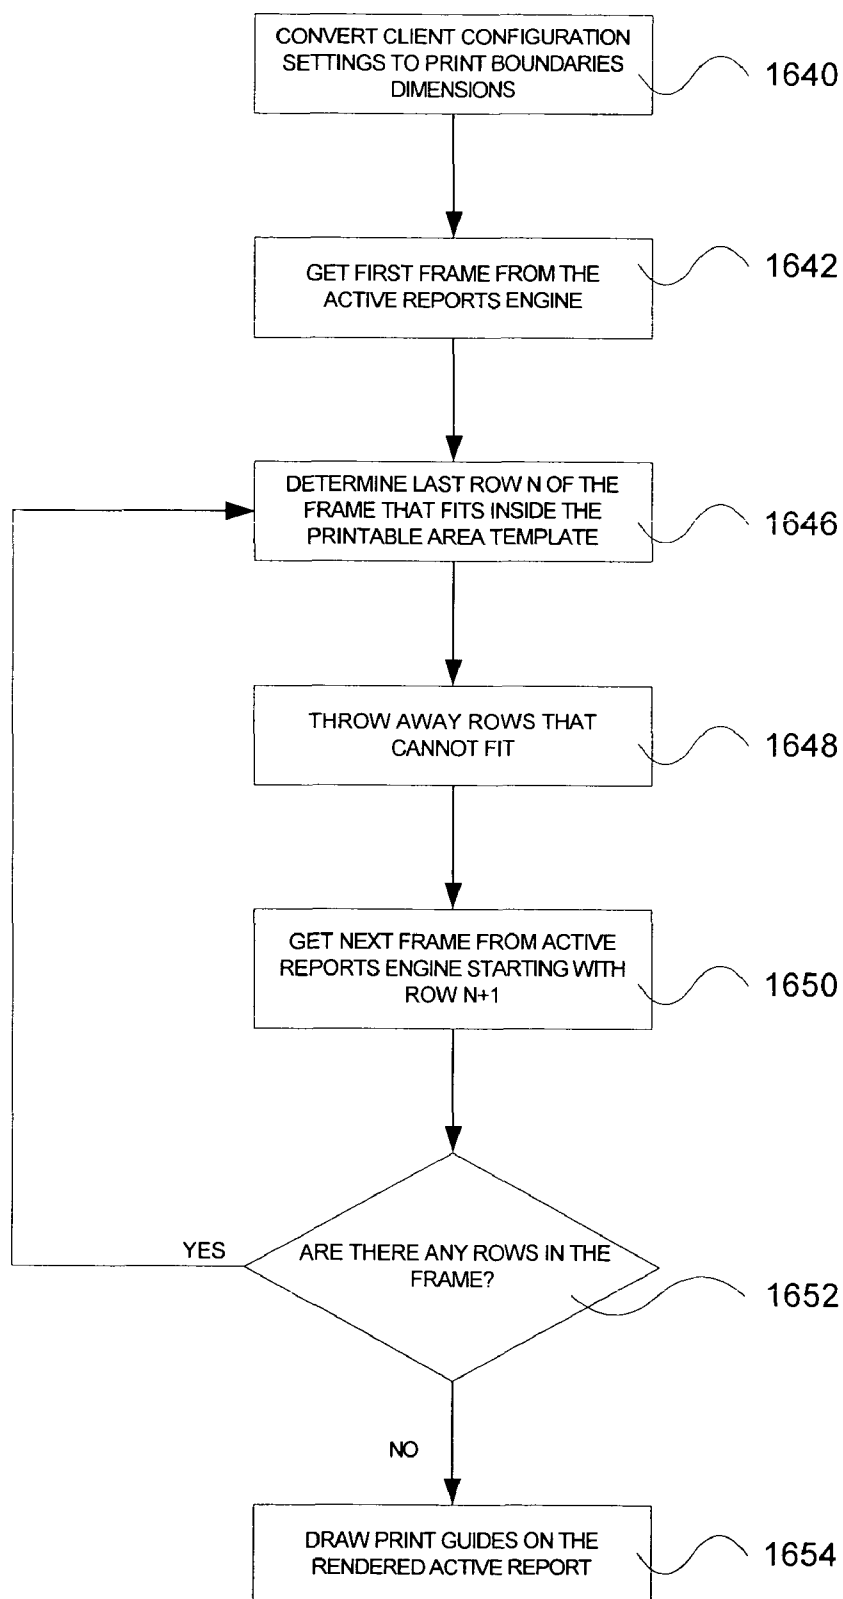 CONVERT CLIENT CONFIGURATION
SETTINGS TO PRINT BOUNDARIES
DIMENSIONS
1640
GET FIRST FRAME FROM THE
ACTIVE REPORTS ENGINE
1642
DETERMINE LAST ROW N OF THE
FRAME THAT FITS INSIDE THE
PRINTABLE AREA TEMPLATE
1646
THROW AWAY ROWS THAT
CANNOT FIT
1648
GET NEXT FRAME FROM ACTIVE
REPORTS ENGINE STARTING WITH
ROW N+1
1650
YES
ARE THERE ANY ROWS IN THE
FRAME?
1652
NO
DRAW PRINT GUIDES ON THE
RENDERED ACTIVE REPORT
1654